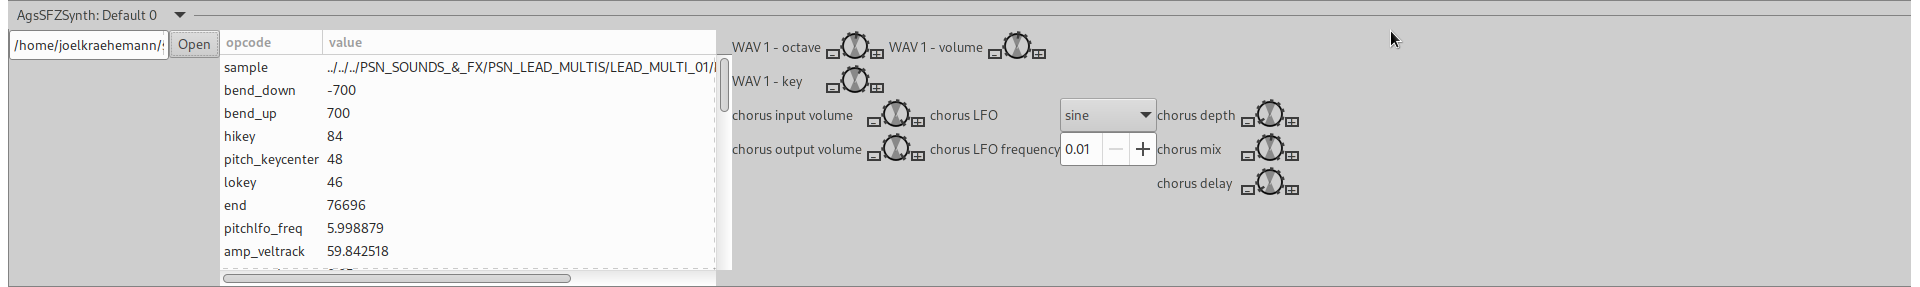 AgsSFZSynth: Default 0
/home/joelkraehemann/
Open
opcode value
sample ../../../PSN_SOUNDS_&_FX/PSN_LEAD_MULTIS/LEAD_MULTI_01/
bend_down -700
bend_up 700
hikey 84
pitch_keycenter 48
lokey 46
end 76696
pitchlfo_freq 5.998879
amp_veltrack 59.842518
WAV 1 - octave WAV 1 - volume
WAV 1 - key
chorus input volume chorus LFO sine chorus depth
chorus output volume chorus LFO frequency 0.01 chorus mix
chorus delay